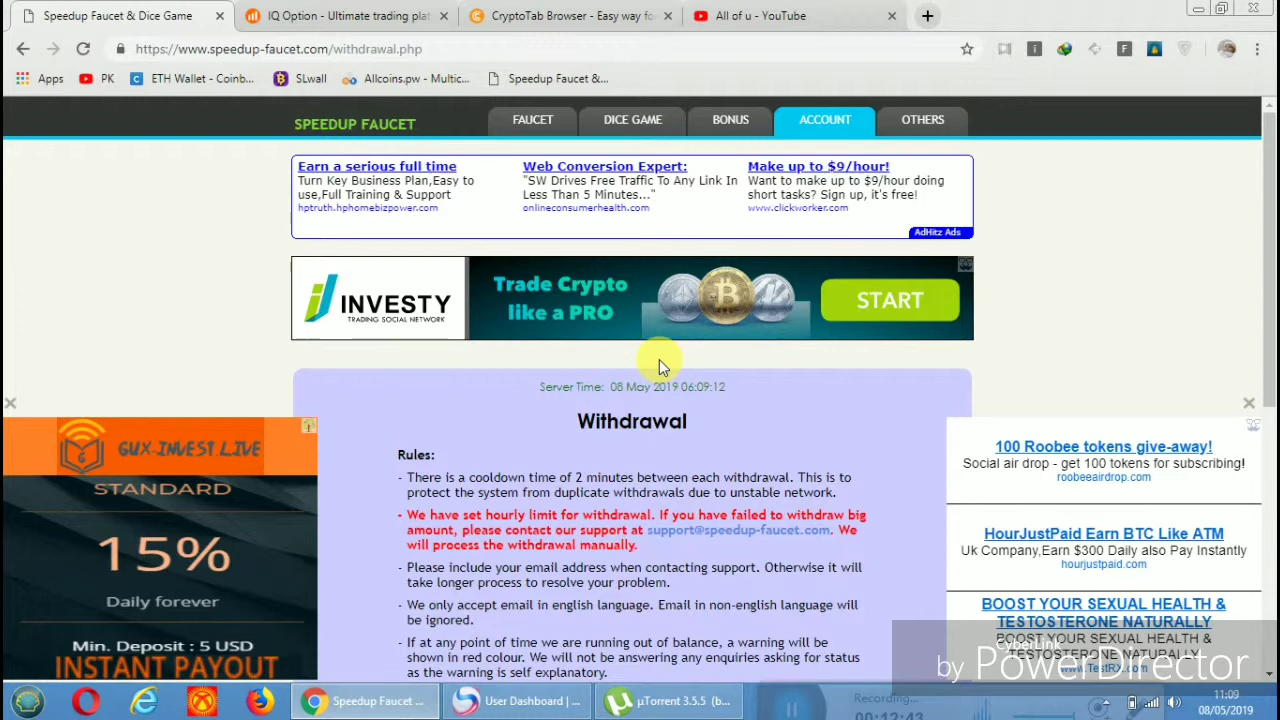 Speedup Faucet & Dice Game
IQ Option - Ultimate trading plat
CryptoTab Browser - Easy way for
All of u - YouTube
https://www.speedup-faucet.com/withdrawal.php
Apps
PK
ETH Wallet - Coinb...
SLwall
Allcoins.pw - Multic...
Speedup Faucet &...
SPEEDUP FAUCET
FAUCET
DICE GAME
BONUS
ACCOUNT
OTHERS
Earn a serious full time
Turn Key Business Plan,Easy to
use,Full Training & Support
hptruth.hphomebizpower.com
Web Conversion Expert:
"SW Drives Free Traffic To Any Link In
Less Than 5 Minutes..."
onlineconsumerhealth.com
Make up to $9/hour!
Want to make up to $9/hour doing
short tasks? Sign up, it's free!
www.clickworker.com
AdHitz Ads
INVESTY
TRADING SOCIAL NETWORK
Trade Crypto
like a PRO
START
Server Time: 08 May 2019 06:09:12
Withdrawal
Rules:
- There is a cooldown time of 2 minutes between each withdrawal. This is to
protect the system from duplicate withdrawals due to unstable network.
- We have set hourly limit for withdrawal. If you have failed to withdraw big
amount, please contact our support at support@speedup-faucet.com. We
will process the withdrawal manually.
- Please include your email address when contacting support. Otherwise it will
take longer process to resolve your problem.
- We only accept email in english language. Email in non-english language will
be ignored.
- If at any point of time we are running out of balance, a warning will be
shown in red colour. We will not be answering any enquiries asking for status
as the warning is self explanatory.
GUX-INVEST.LIVE
STANDARD
15%
Daily forever
Min. Deposit : 5 USD
INSTANT PAYOUT
100 Roobee tokens give-away!
Social air drop - get 100 tokens for subscribing!
roobeeairdrop.com
HourJustPaid Earn BTC Like ATM
Uk Company,Earn $300 Daily also Pay Instantly
hourjustpaid.com
BOOST YOUR SEXUAL HEALTH &
TESTOSTERONE NATURALLY
BOOST YOUR SEXUAL HEALTH &
TESTOSTERONE NATURALLY
www.TestRX.com
CyberLink
by PowerDirector
Speedup Faucet ...
User Dashboard | ...
µTorrent 3.5.5 (b...
Recording...
00:12:43
11:09
08/05/2019